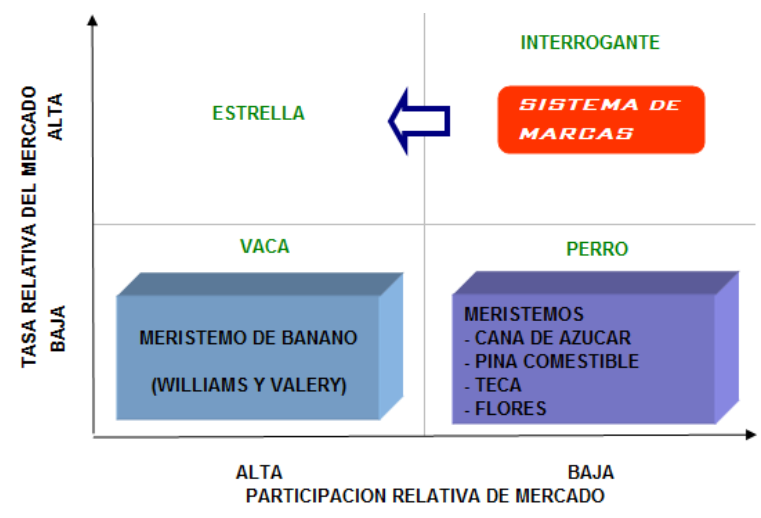 INTERROGANTE
SISTEMA DE
MARCAS
ESTRELLA
TASA RELATIVA DEL MERCADO
ALTA
BAJA
VACA
PERRO
MERISTEMO DE BANANO
(WILLIAMS Y VALERY)
MERISTEMOS
- CANA DE AZUCAR
- PINA COMESTIBLE
- TECA
- FLORES
ALTA
BAJA
PARTICIPACION RELATIVA DE MERCADO